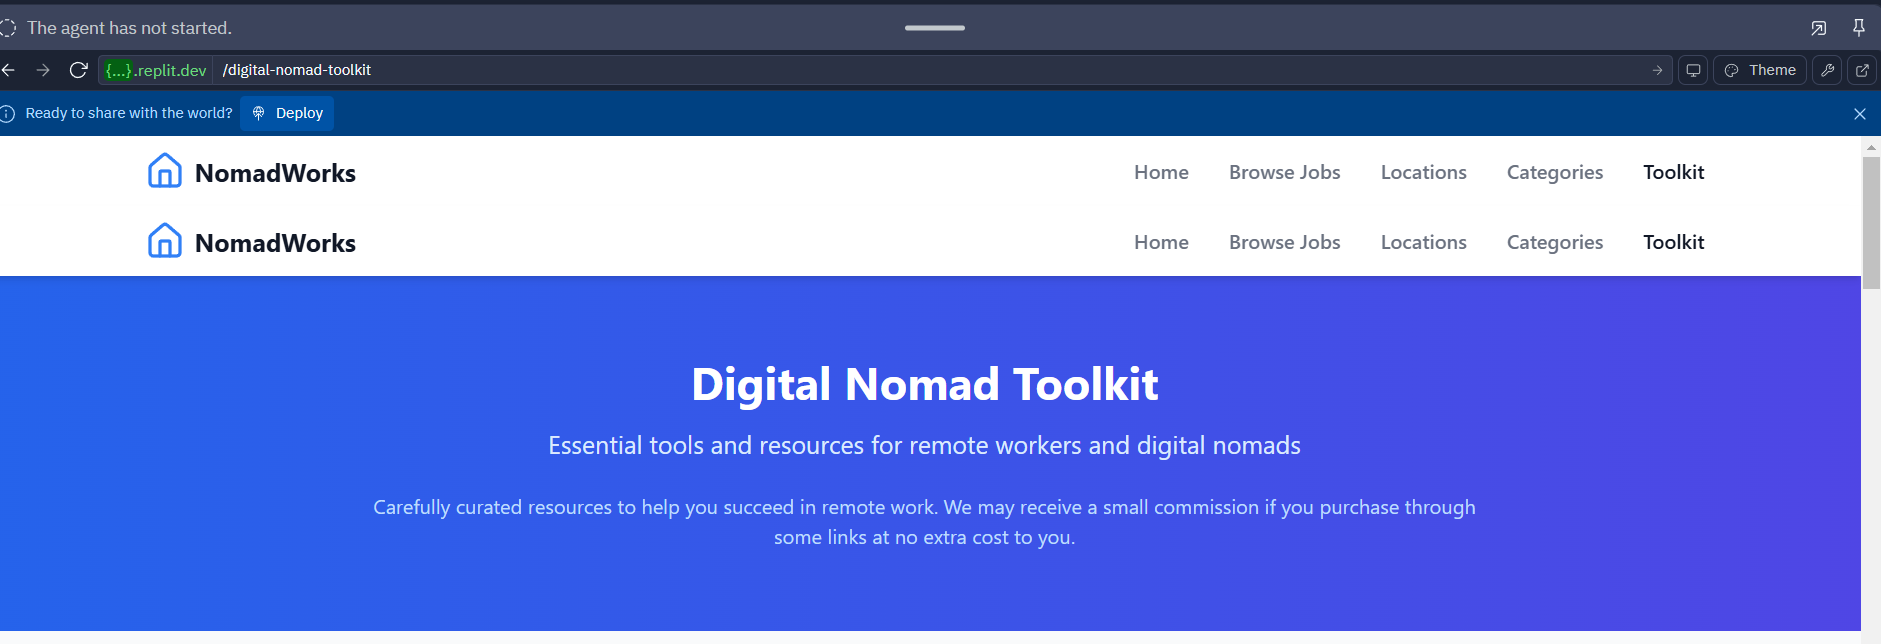 The agent has not started.
{...}.replit.dev /digital-nomad-toolkit
Theme
Ready to share with the world? Deploy
NomadWorks Home Browse Jobs Locations Categories Toolkit
NomadWorks Home Browse Jobs Locations Categories Toolkit
Digital Nomad Toolkit
Essential tools and resources for remote workers and digital nomads
Carefully curated resources to help you succeed in remote work. We may receive a small commission if you purchase through
some links at no extra cost to you.